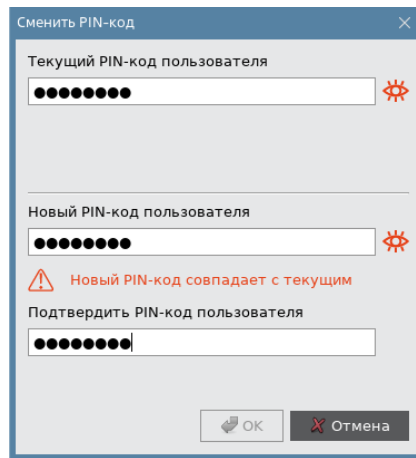 Сменить PIN-код
Текущий PIN-код пользователя
●●●●●●●●
Новый PIN-код пользователя
●●●●●●●●
Новый PIN-код совпадает с текущим
Подтвердить PIN-код пользователя
●●●●●●●●
OK
Отмена